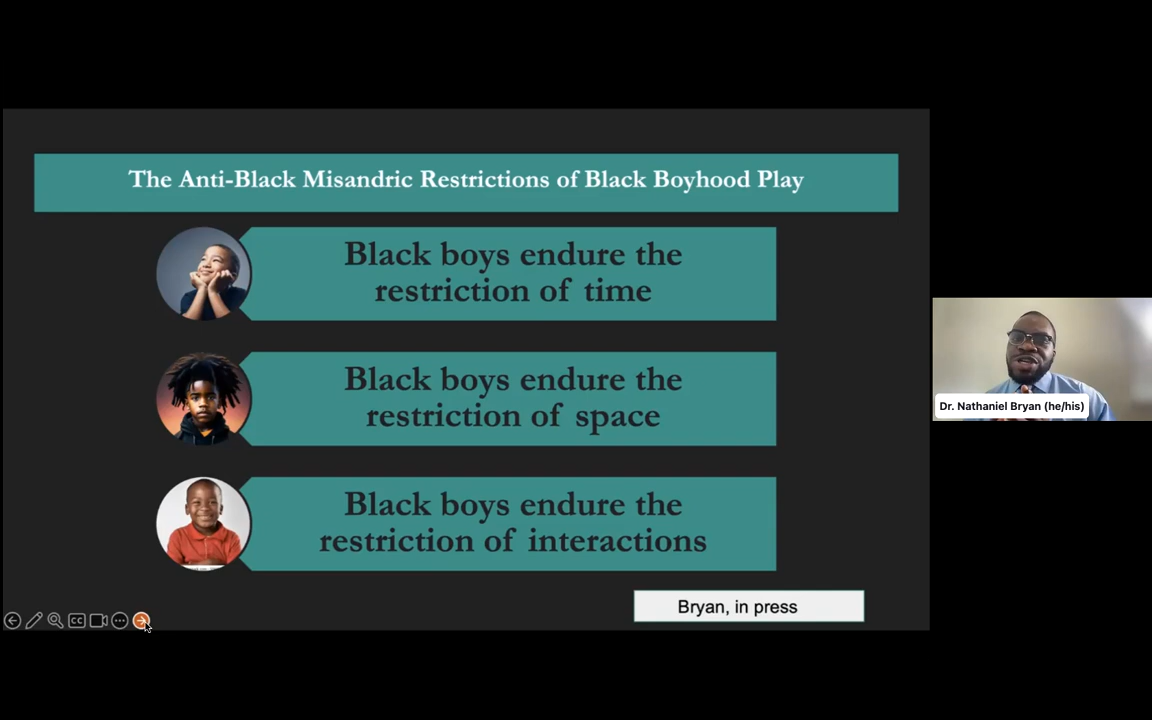 The Anti-Black Misandric Restrictions of Black Boyhood Play
Black boys endure the
restriction of time
Black boys endure the
restriction of space
Black boys endure the
restriction of interactions
Bryan, in press
CC
Dr. Nathaniel Bryan (he/his)